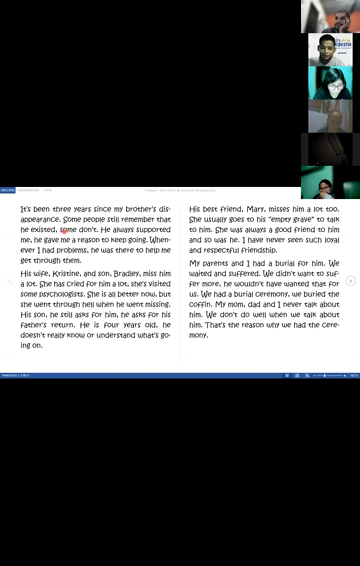 ARCHIVO
It's been three years since my brother's dis-
appearance. Some people still remember that
he existed, some don't. He always supported
me, he gave me a reason to keep going. When-
ever I had problems, he was there to help me
get through them.
His wife, Kristine, and son, Bradley, miss him
a lot. She has cried for him a lot, she's visited
some psychologists. She is all better now, but
she went through hell when he went missing.
His son, he still asks for him, he asks for his
father's return. He is four years old, he
doesn't really know or understand what's go-
ing on.
His best friend, Mary, misses him a lot too.
She usually goes to his "empty grave" to talk
to him. She was always a good friend to him
and so was he. I have never seen such loyal
and respectful friendship.
My parents and I had a burial for him. We
waited and suffered. We didn't want to suf-
fer more, he wouldn't have wanted that for
us. We had a burial ceremony, we buried the
coffin. My mom, dad and I never talk about
him. We don't do well when we talk about
him. That's the reason why we had the cere-
mony.